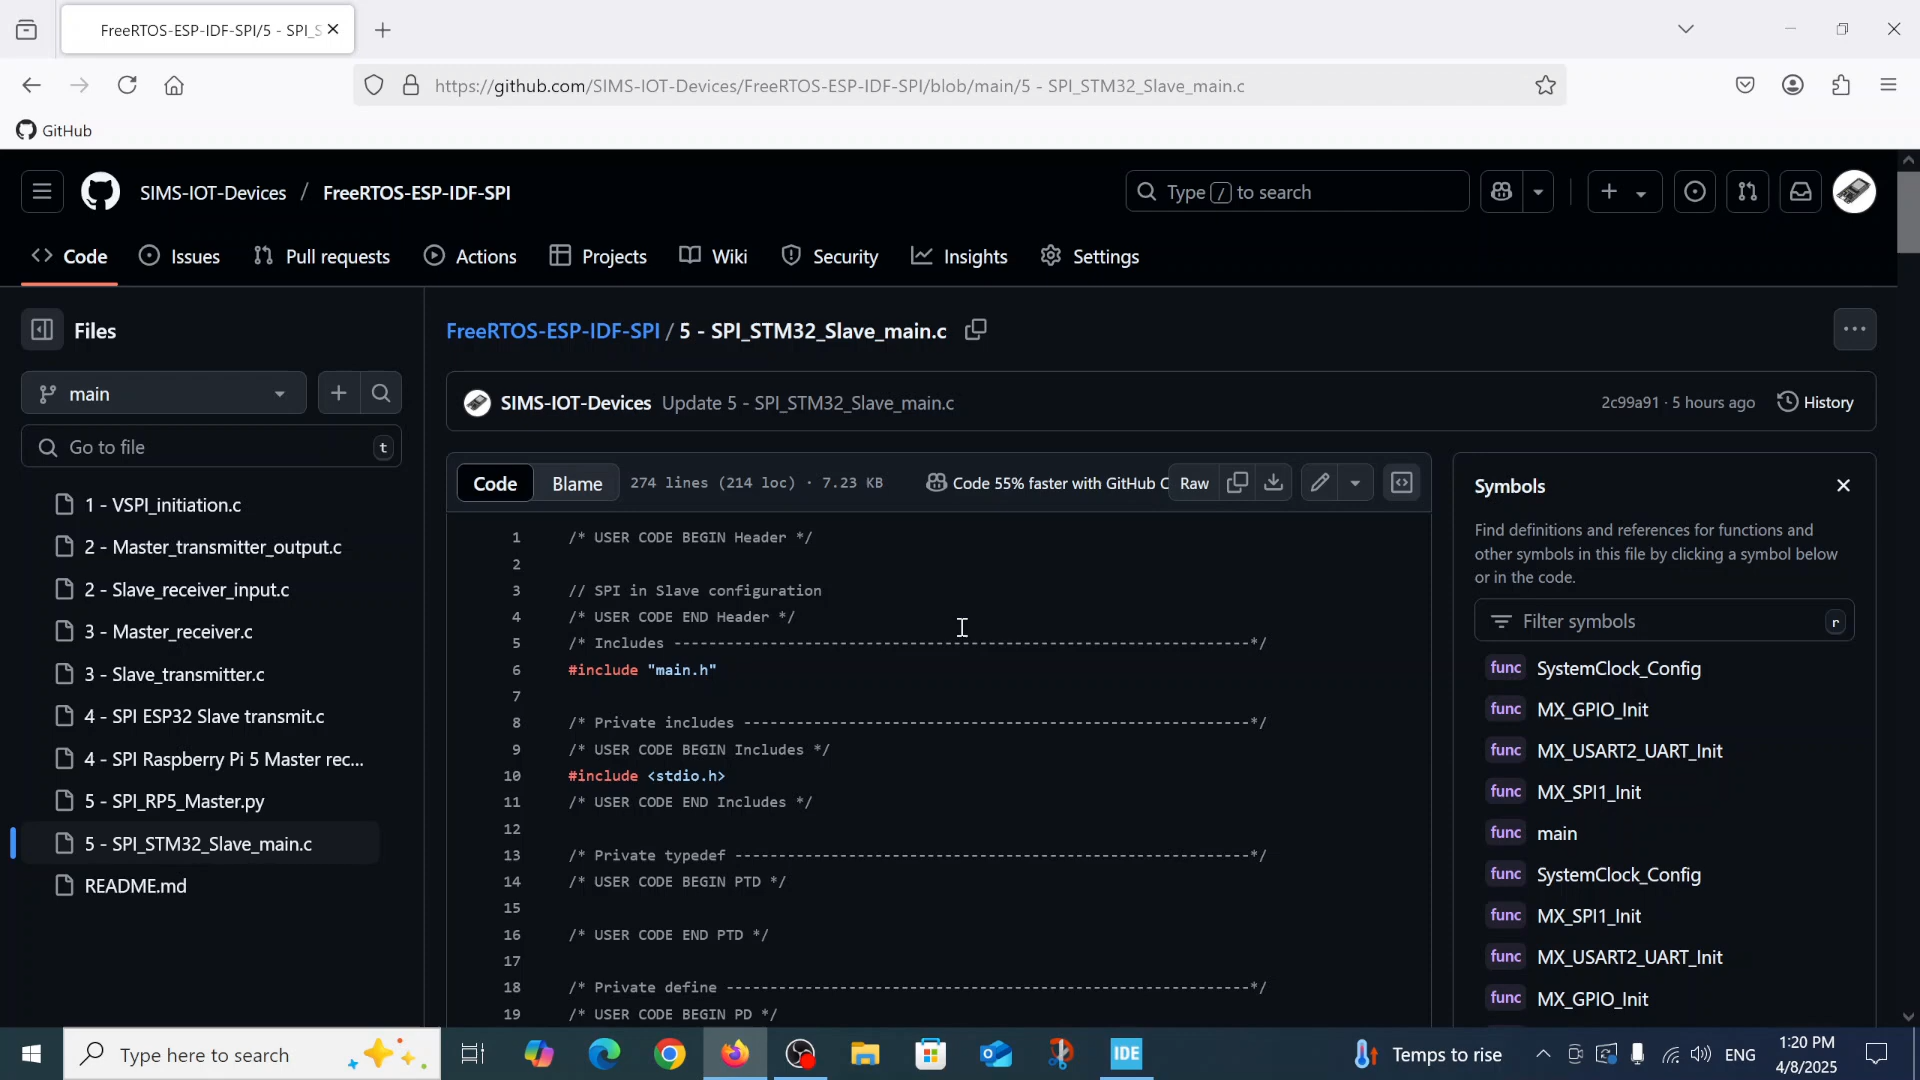 FreeRTOS-ESP-IDF-SPI/5 - SPI_S
https://github.com/SIMS-IOT-Devices/FreeRTOS-ESP-IDF-SPI/blob/main/5 - SPI_STM32_Slave_main.c
GitHub
SIMS-IOT-Devices / FreeRTOS-ESP-IDF-SPI
Type / to search
Code
Issues
Pull requests
Actions
Projects
Wiki
Security
Insights
Settings
Files
main
Go to file
t
1 - VSPI_initiation.c
2 - Master_transmitter_output.c
2 - Slave_receiver_input.c
3 - Master_receiver.c
3 - Slave_transmitter.c
4 - SPI ESP32 Slave transmit.c
4 - SPI Raspberry Pi 5 Master rec...
5 - SPI_RP5_Master.py
5 - SPI_STM32_Slave_main.c
README.md
FreeRTOS-ESP-IDF-SPI / 5 - SPI_STM32_Slave_main.c
SIMS-IOT-Devices Update 5 - SPI_STM32_Slave_main.c
2c99a91 · 5 hours ago
History
Code
Blame
274 lines (214 loc) · 7.23 KB
Code 55% faster with GitHub C
Raw
1 /* USER CODE BEGIN Header */
2
3 // SPI in Slave configuration
4 /* USER CODE END Header */
5 /* Includes ------------------------------------------------------------------*/
6 #include "main.h"
7
8 /* Private includes ----------------------------------------------------------*/
9 /* USER CODE BEGIN Includes */
10 #include <stdio.h>
11 /* USER CODE END Includes */
12
13 /* Private typedef -----------------------------------------------------------*/
14 /* USER CODE BEGIN PTD */
15
16 /* USER CODE END PTD */
17
18 /* Private define ------------------------------------------------------------*/
19 /* USER CODE BEGIN PD */
Symbols
Find definitions and references for functions and
other symbols in this file by clicking a symbol below
or in the code.
Filter symbols
r
func SystemClock_Config
func MX_GPIO_Init
func MX_USART2_UART_Init
func MX_SPI1_Init
func main
func SystemClock_Config
func MX_SPI1_Init
func MX_USART2_UART_Init
func MX_GPIO_Init
Type here to search
IDE
Temps to rise
ENG
1:20 PM
4/8/2025